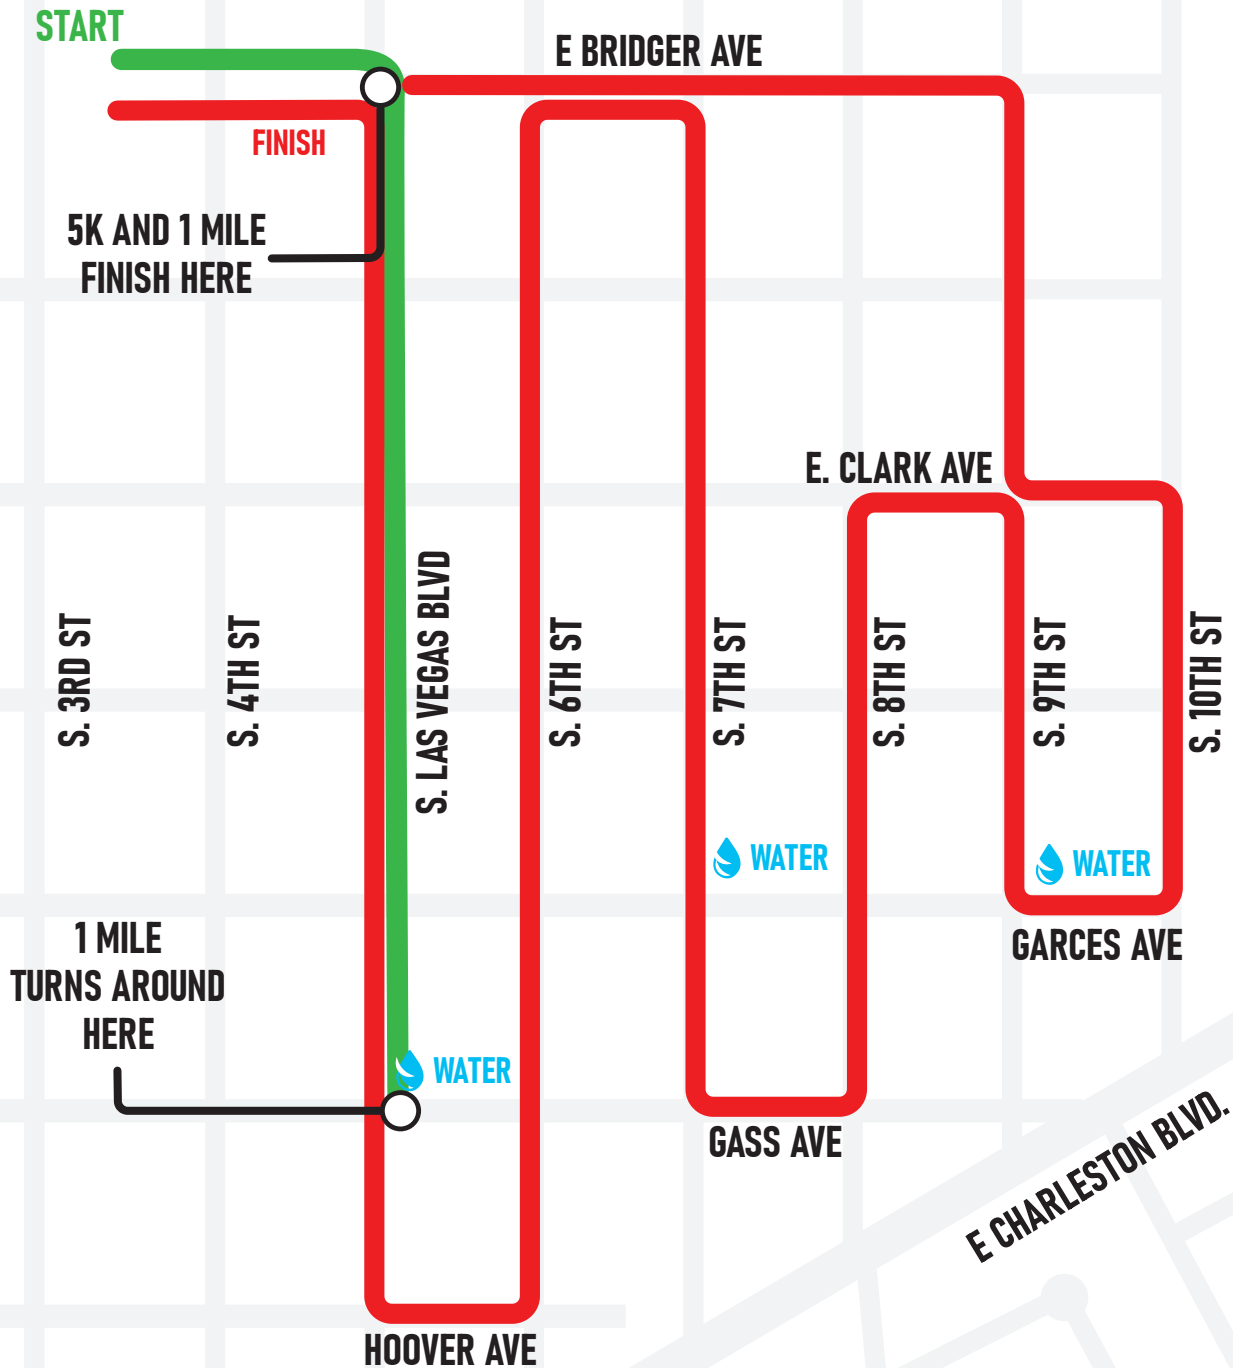 START
E BRIDGER AVE
FINISH
5K AND 1 MILE
FINISH HERE
E. CLARK AVE
S. 3RD ST
S. 4TH ST
S. LAS VEGAS BLVD
S. 6TH ST
S. 7TH ST
S. 8TH ST
S. 9TH ST
S. 10TH ST
WATER
WATER
1 MILE
TURNS AROUND
HERE
GARCES AVE
WATER
GASS AVE
E CHARLESTON BLVD.
HOOVER AVE